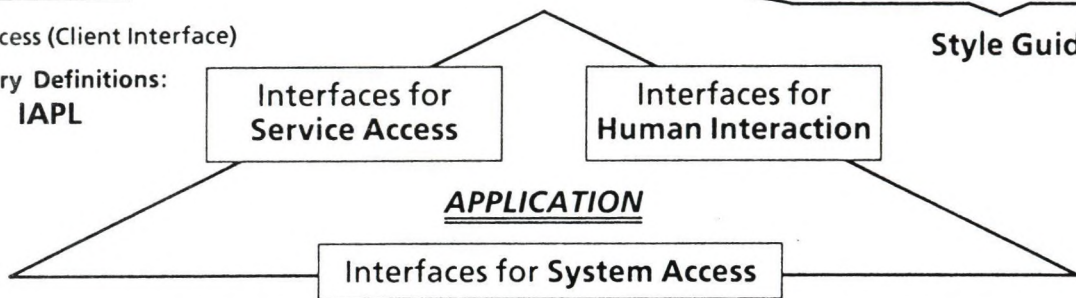 cess (Client Interface)
Style Guid
ry Definitions:
IAPL
Interfaces for
Service Access
Interfaces for
Human Interaction
APPLICATION
Interfaces for System Access